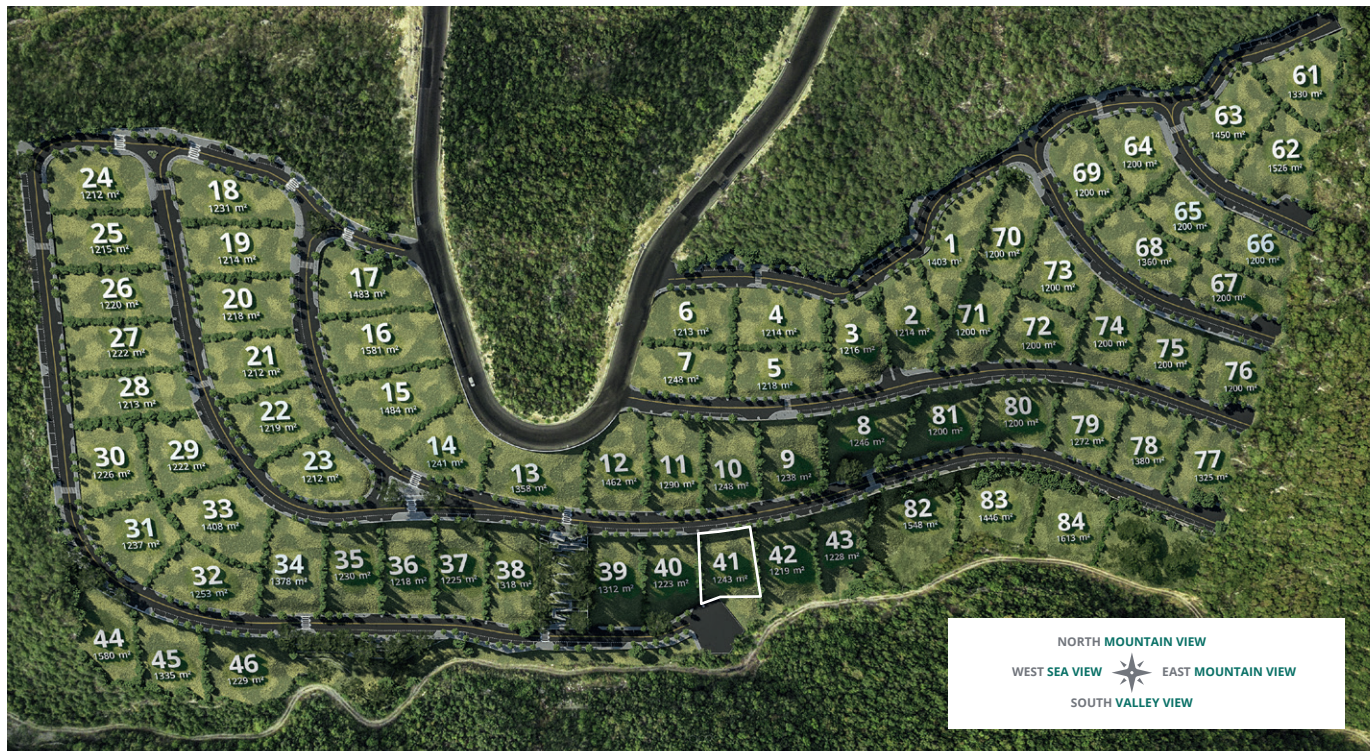 61
1330 m²
63
1450 m²
62
1526 m²
64
1200 m²
69
1200 m²
65
1200 m²
66
1200 m²
68
1360 m²
67
1200 m²
24
1212 m²
18
1231 m²
25
1215 m²
19
1214 m²
17
1483 m²
1
1403 m²
70
1200 m²
73
1200 m²
26
1220 m²
20
1218 m²
6
1213 m²
4
1214 m²
3
1216 m²
2
1214 m²
71
1200 m²
72
1200 m²
74
1200 m²
75
1200 m²
76
1200 m²
27
1222 m²
21
1212 m²
16
1581 m²
7
1248 m²
5
1218 m²
28
1213 m²
22
1219 m²
15
1484 m²
30
1226 m²
29
1222 m²
23
1212 m²
14
1241 m²
13
1358 m²
12
1462 m²
11
1290 m²
10
1248 m²
9
1238 m²
8
1246 m²
81
1200 m²
80
1200 m²
79
1272 m²
78
380 m²
77
1325 m²
31
1237 m²
33
1408 m²
32
1253 m²
34
1378 m²
35
1230 m²
36
1218 m²
37
1225 m²
38
318 m²
39
1312 m²
40
1223 m²
41
1243 m²
42
1219 m²
43
1228 m²
82
1548 m²
83
1446 m²
84
1613 m²
44
1580 m²
45
1335 m²
46
1229 m²
NORTH MOUNTAIN VIEW
WEST SEA VIEW EAST MOUNTAIN VIEW
SOUTH VALLEY VIEW